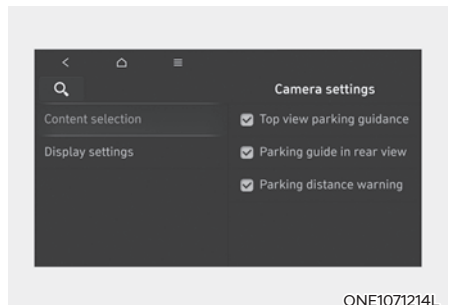 Camera settings
Content selection
Top view parking guidance
Display settings
Parking guide in rear view
Parking distance warning
ONE1071214L